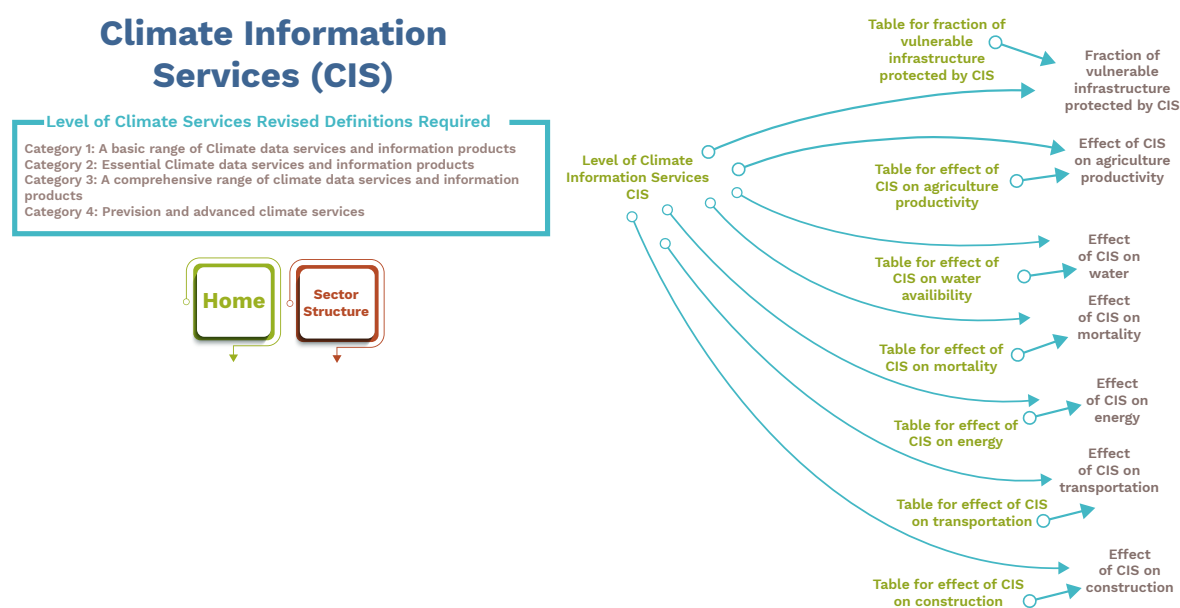 Climate Information
Services (CIS)
Level of Climate Services Revised Definitions Required
Category 1: A basic range of Climate data services and information products
Category 2: Essential Climate data services and information products
Category 3: A comprehensive range of climate data services and information
products
Category 4: Prevision and advanced climate services
Home
Sector
Structure
Level of Climate
Information Services
CIS
Table for fraction of
vulnerable
infrastructure
protected by CIS
Fraction of
vulnerable
infrastructure
protected by CIS
Effect of CIS
on agriculture
productivity
Table for effect of
CIS on agriculture
productivity
Effect
of CIS on
water
Table for effect of
CIS on water
availibility
Effect
of CIS on
mortality
Table for effect of
CIS on mortality
Effect
of CIS on
energy
Table for effect of
CIS on energy
Effect
of CIS on
transportation
Table for effect of CIS
on transportation
Effect
of CIS on
construction
Table for effect of CIS
on construction